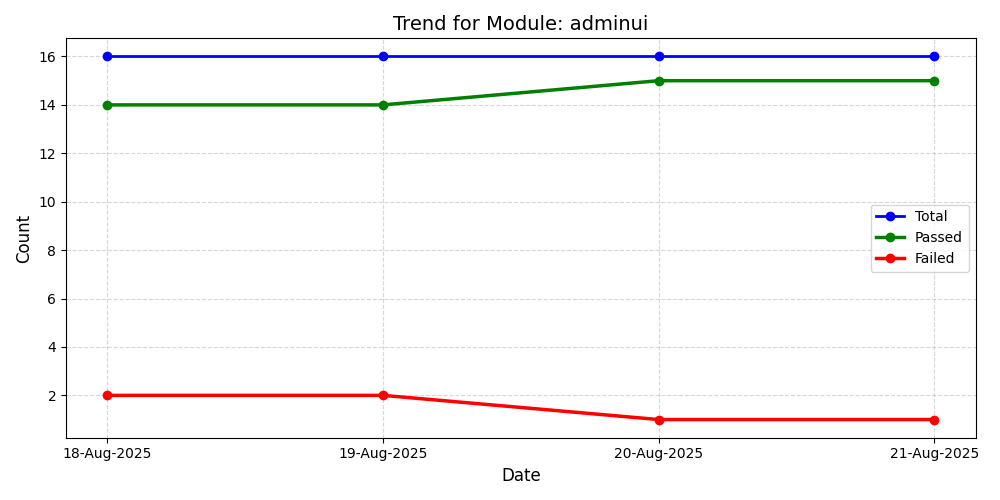 Trend for Module: adminui
Count
16
14
12
10
8
6
4
2
Total
Passed
Failed
18-Aug-2025
19-Aug-2025
20-Aug-2025
21-Aug-2025
Date